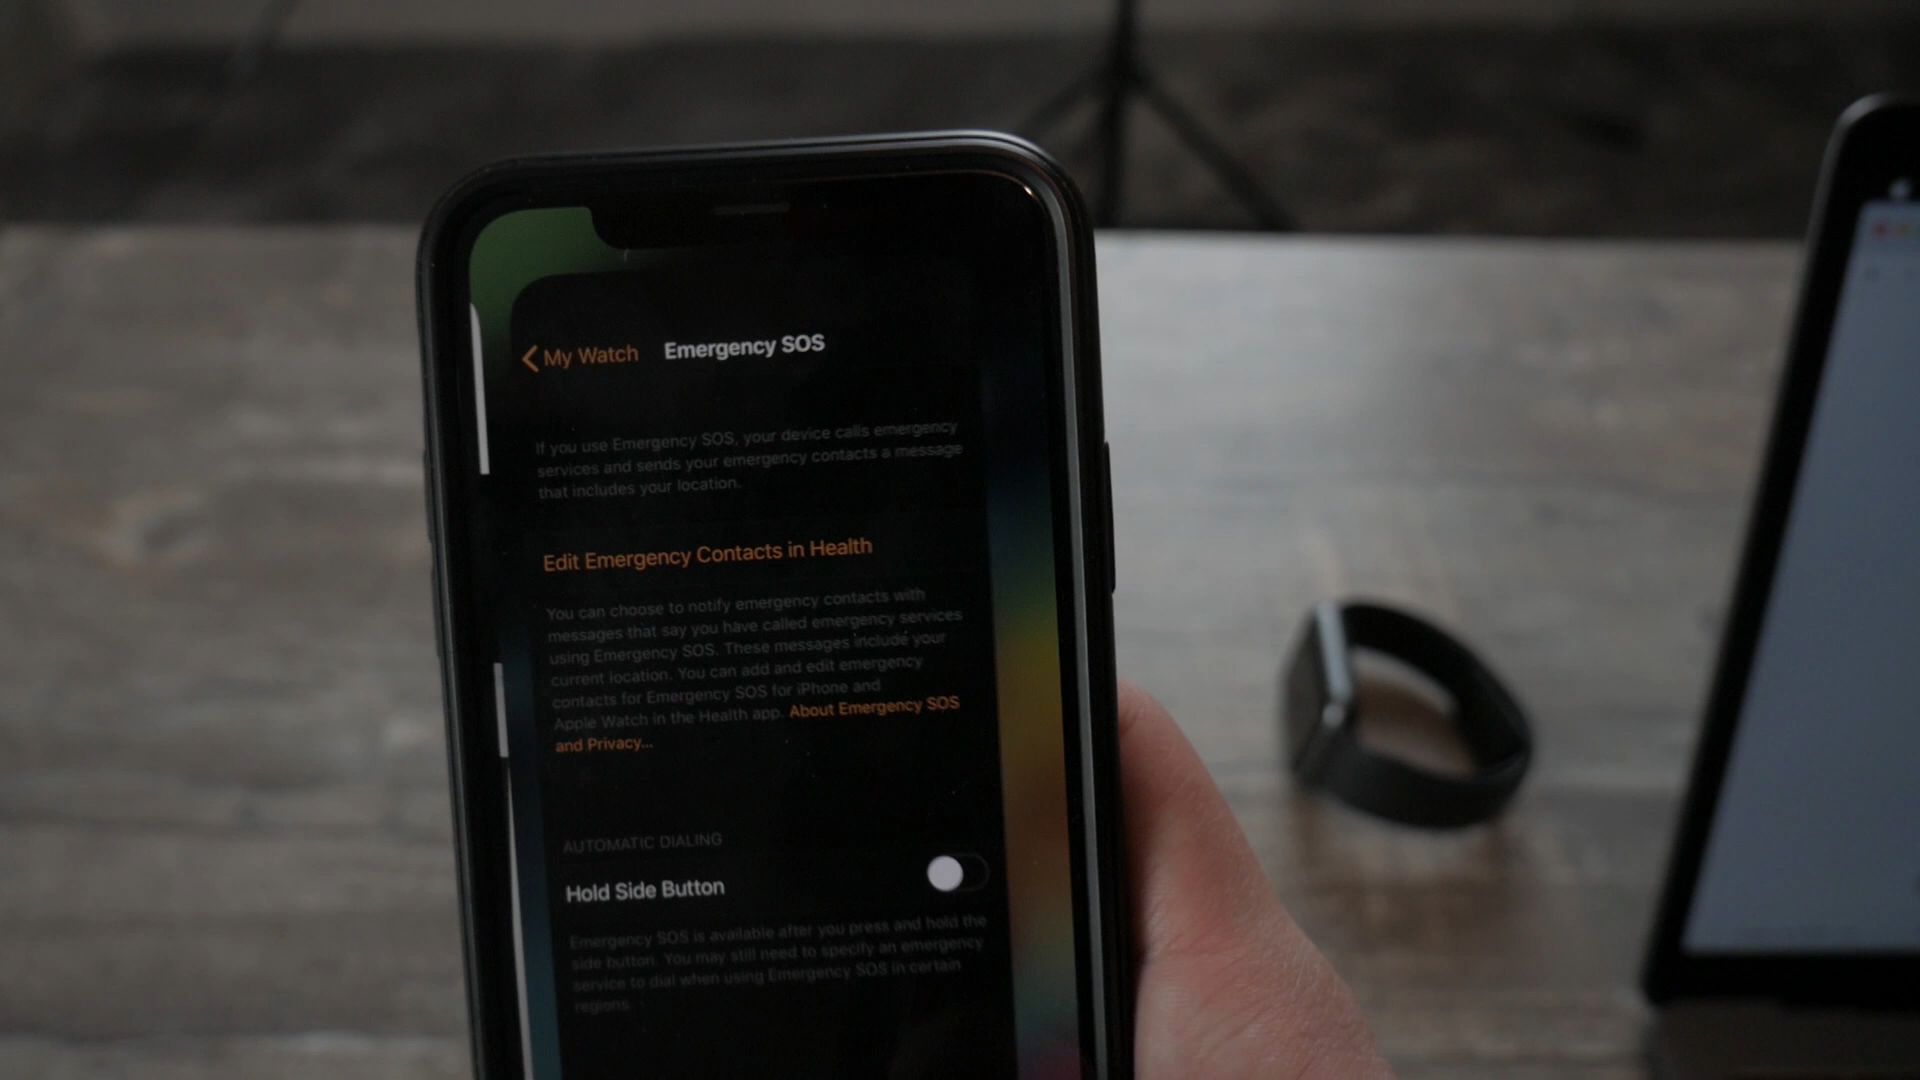 My Watch Emergency SOS
If you use Emergency SOS, your device calls emergency
services and sends your emergency contacts a message
that includes your location.
Edit Emergency Contacts in Health
You can choose to notify emergency contacts with
messages that say you have called emergency services
using Emergency SOS. These messages include your
current location. You can add and edit emergency
contacts for Emergency SOS for iPhone and
Apple Watch in the Health app. About Emergency SOS
and Privacy...
AUTOMATIC DIALING
Hold Side Button
Emergency SOS is available after you press and hold the
side button. You may still need to specify an emergency
service to dial when using Emergency SOS in certain
regions.